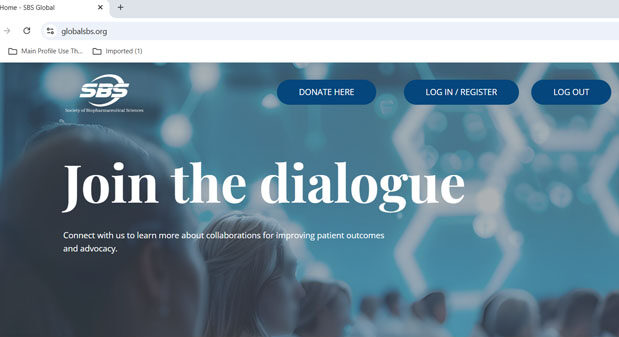 Home - SBS Global
globalsbs.org
Main Profile Use Th...
Imported (1)
SBS
Society of Biopharmaceutical Sciences
DONATE HERE
LOG IN / REGISTER
LOG OUT
Join the dialogue
Connect with us to learn more about collaborations for improving patient outcomes
and advocacy.